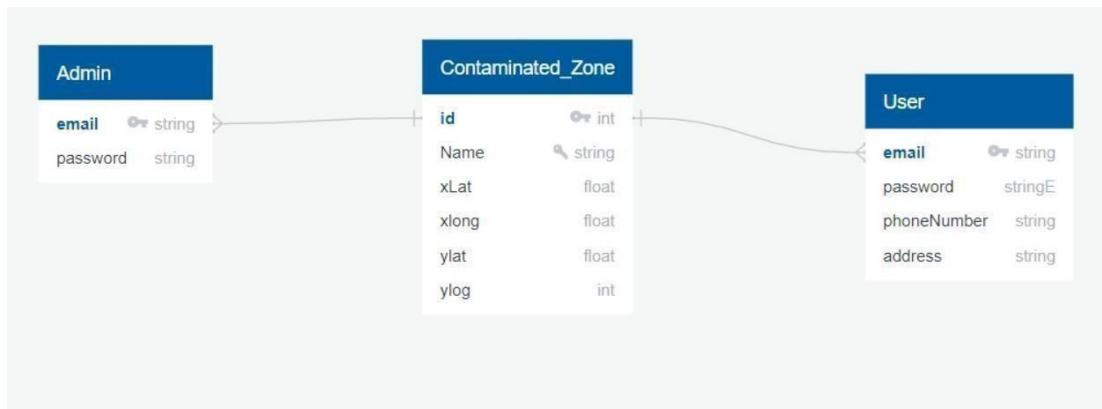 Admin
email string
password string
Contaminated_Zone
id int
Name string
xLat float
xlong float
ylat float
ylog int
User
email string
password stringE
phoneNumber string
address string